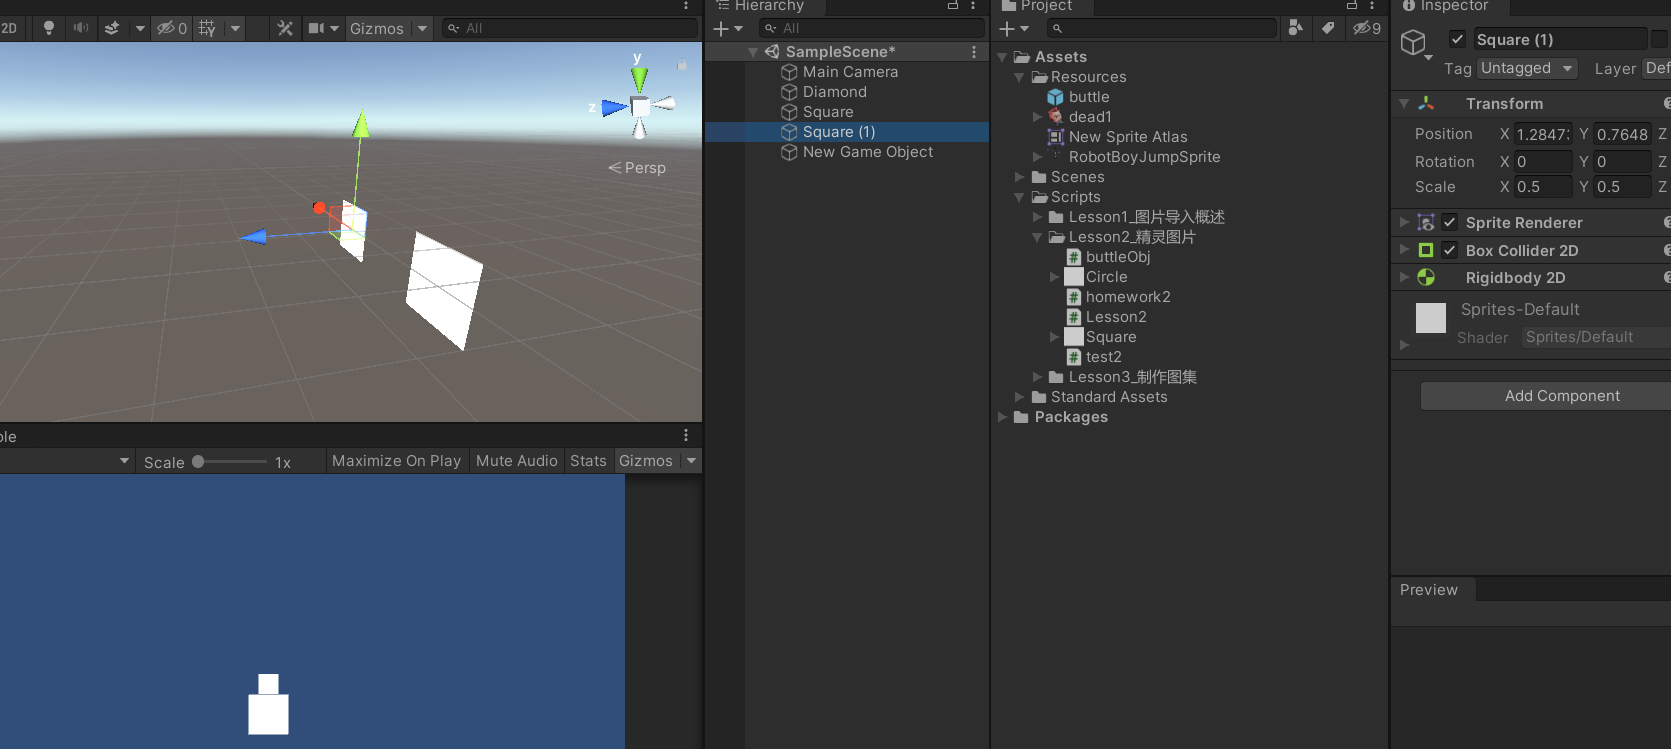 2D
0
Gizmos
All
y
z
Persp
ole
Scale
1x
Maximize On Play
Mute Audio
Stats
Gizmos
Hierarchy
All
SampleScene*
Main Camera
Diamond
Square
Square (1)
New Game Object
Project
9
Assets
Resources
buttle
dead1
New Sprite Atlas
RobotBoyJumpSprite
Scenes
Scripts
Lesson1_图片导入概述
Lesson2_精灵图片
buttleObj
Circle
homework2
Lesson2
Square
test2
Lesson3_制作图集
Standard Assets
Packages
Inspector
Square (1)
Tag Untagged Layer Def
Transform
Position X 1.2847 Y 0.7648 Z
Rotation X 0 Y 0 Z
Scale X 0.5 Y 0.5 Z
Sprite Renderer
Box Collider 2D
Rigidbody 2D
Sprites-Default
Shader Sprites/Default
Add Component
Preview